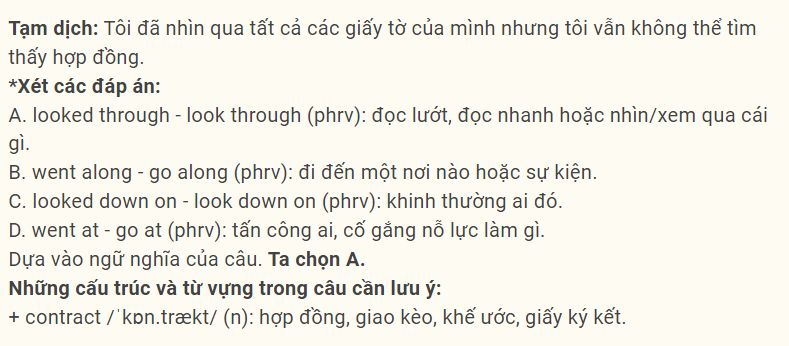 Tạm dịch: Tôi đã nhìn qua tất cả các giấy tờ của mình nhưng tôi vẫn không thể tìm
thấy hợp đồng.
*Xét các đáp án:
A. looked through - look through (phrv): đọc lướt, đọc nhanh hoặc nhìn/xem qua cái
gì.
B. went along - go along (phrv): đi đến một nơi nào hoặc sự kiện.
C. looked down on - look down on (phrv): khinh thường ai đó.
D. went at - go at (phrv): tấn công ai, cố gắng nỗ lực làm gì.
Dựa vào ngữ nghĩa của câu. Ta chọn A.
Những cấu trúc và từ vựng trong câu cần lưu ý:
+ contract /ˈkɒn.trækt/ (n): hợp đồng, giao kèo, khế ước, giấy ký kết.